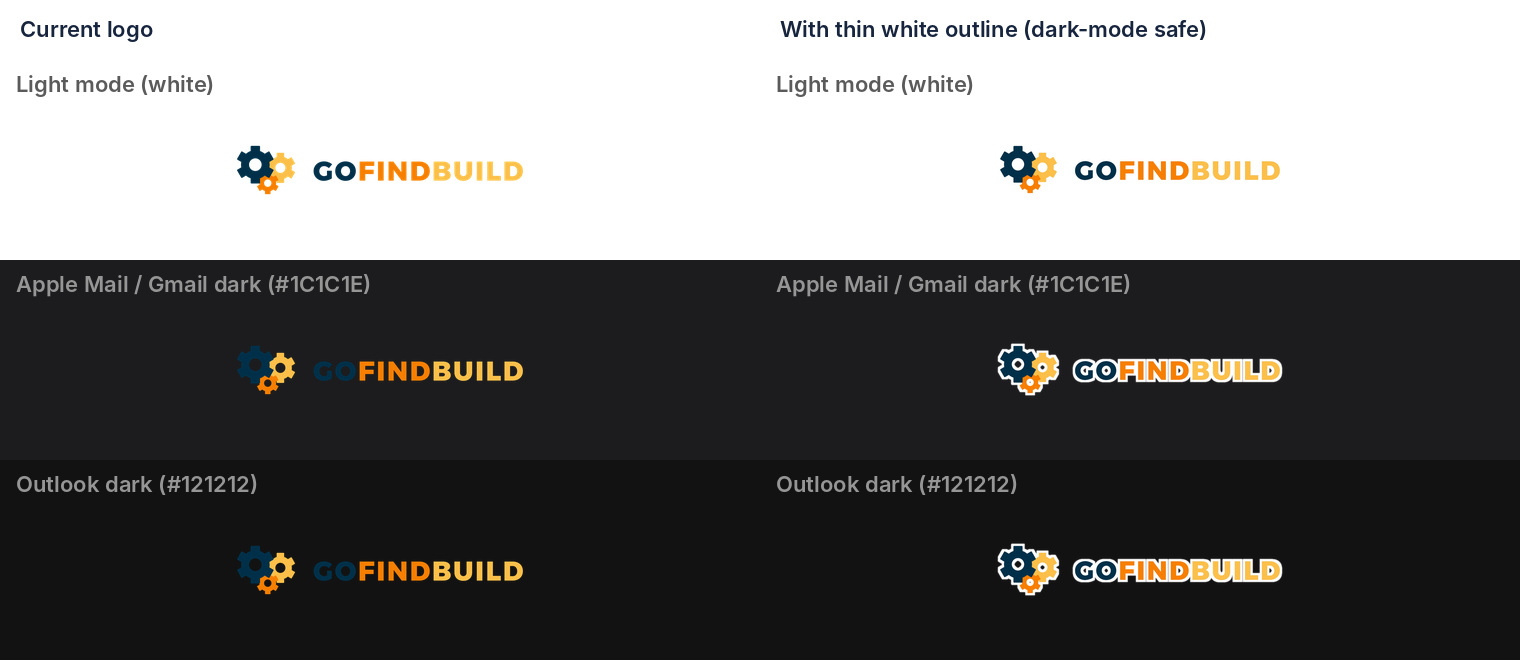 Current logo
With thin white outline (dark-mode safe)
Light mode (white)
Light mode (white)
GOFINDBUILD
GOFINDBUILD
Apple Mail / Gmail dark (#1C1C1E)
Apple Mail / Gmail dark (#1C1C1E)
GOFINDBUILD
GOFINDBUILD
Outlook dark (#121212)
Outlook dark (#121212)
GOFINDBUILD
GOFINDBUILD